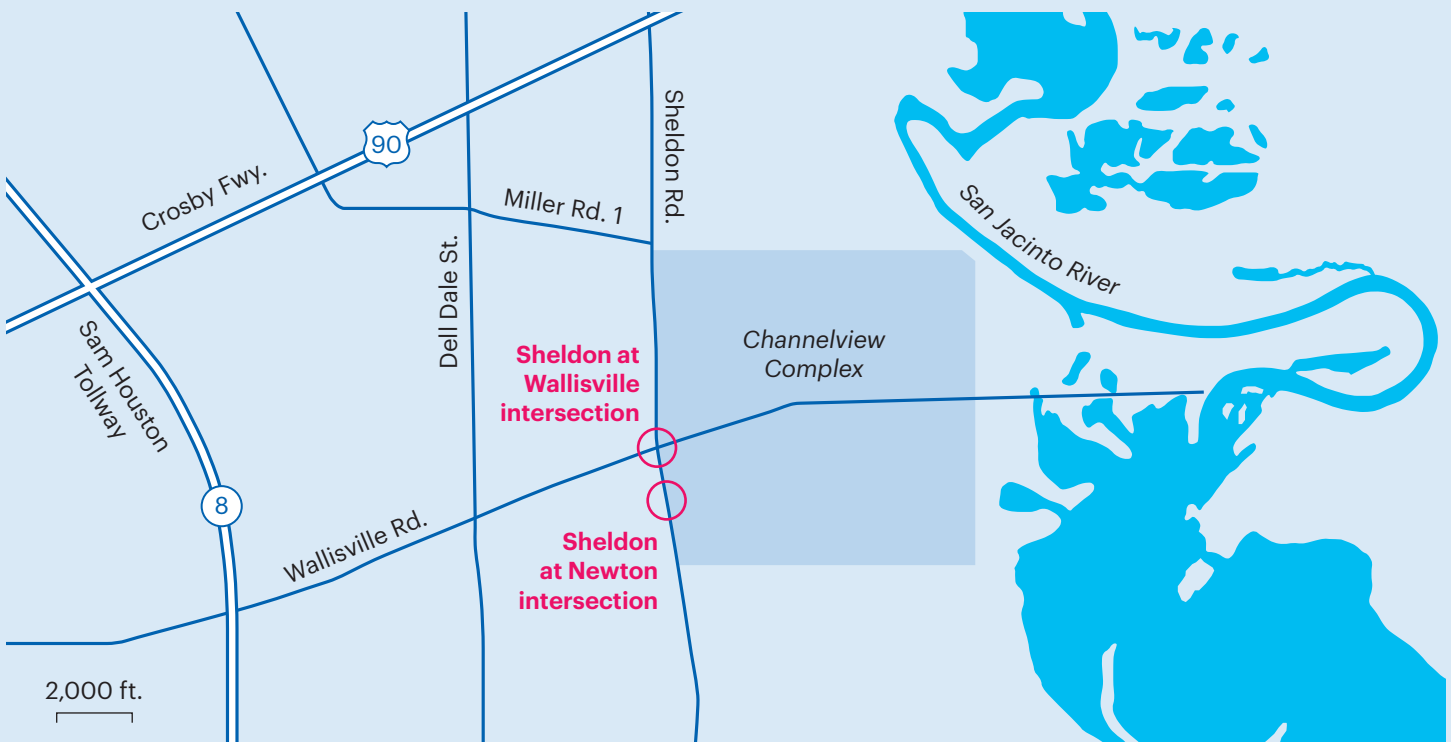 90
Crosby Fwy.
Miller Rd. 1
Sheldon Rd.
San Jacinto River
Dell Dale St.
Sam Houston
Tollway
Sheldon at
Wallisville
intersection
Channelview
Complex
8
Wallisville Rd.
Sheldon
at Newton
intersection
2,000 ft.